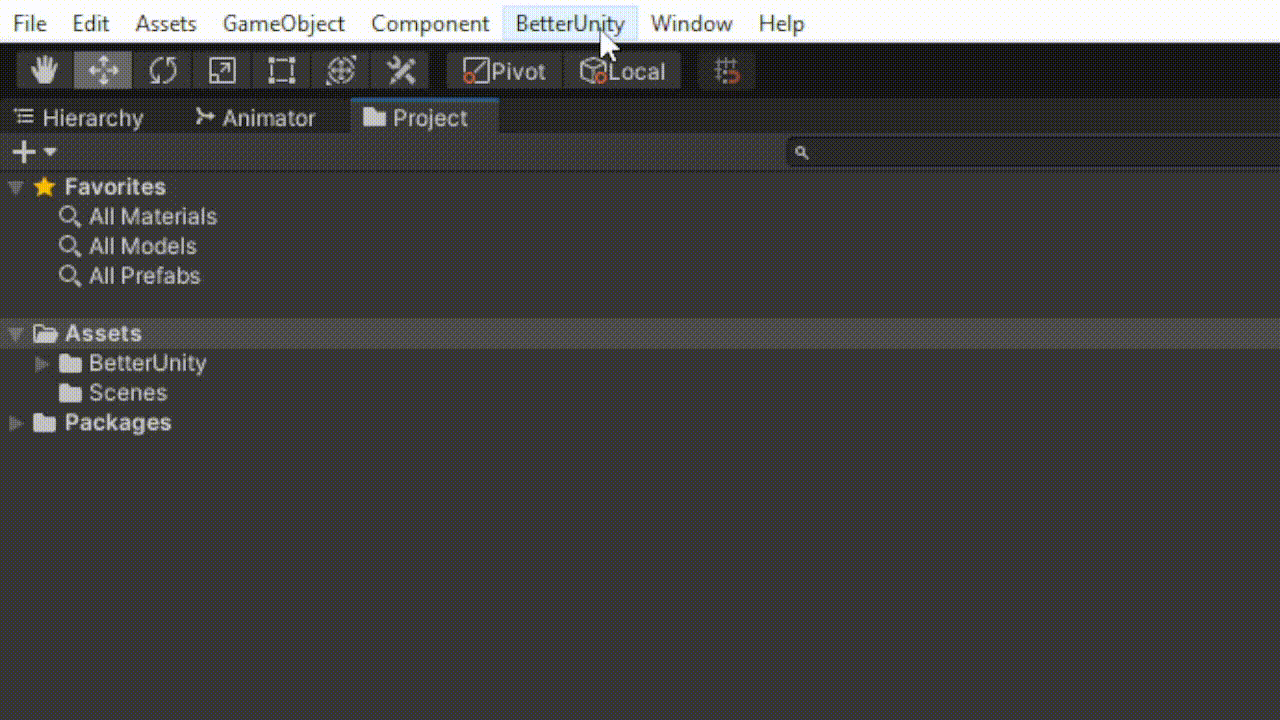 File Edit Assets GameObject Component BetterUnity Window Help
Pivot Local
Hierarchy Animator Project
Favorites
All Materials
All Models
All Prefabs
Assets
BetterUnity
Scenes
Packages